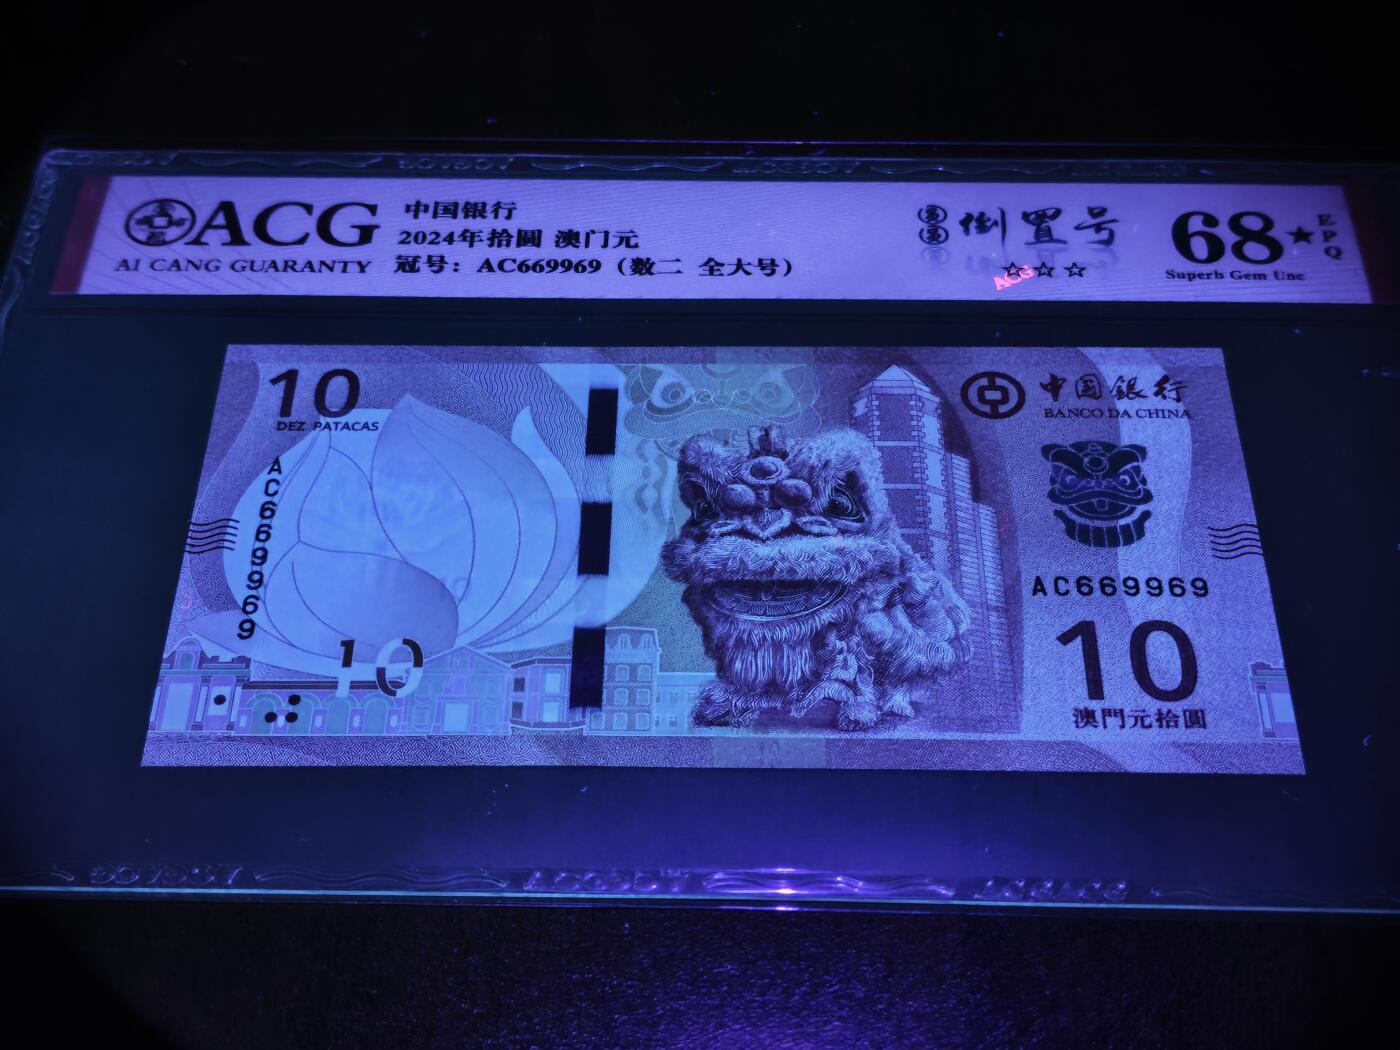 ACG
AI CANG GUARANTY
中国银行
2024年拾圓 澳门元
冠号：AC669969（数二 全大号）
倒置号
ACG
☆☆☆
68★
EPQ
Superb Gem Unc
10
DEZ PATACAS
AC669969
10
中国銀行
BANCO DA CHINA
AC669969
10
澳門元拾圓